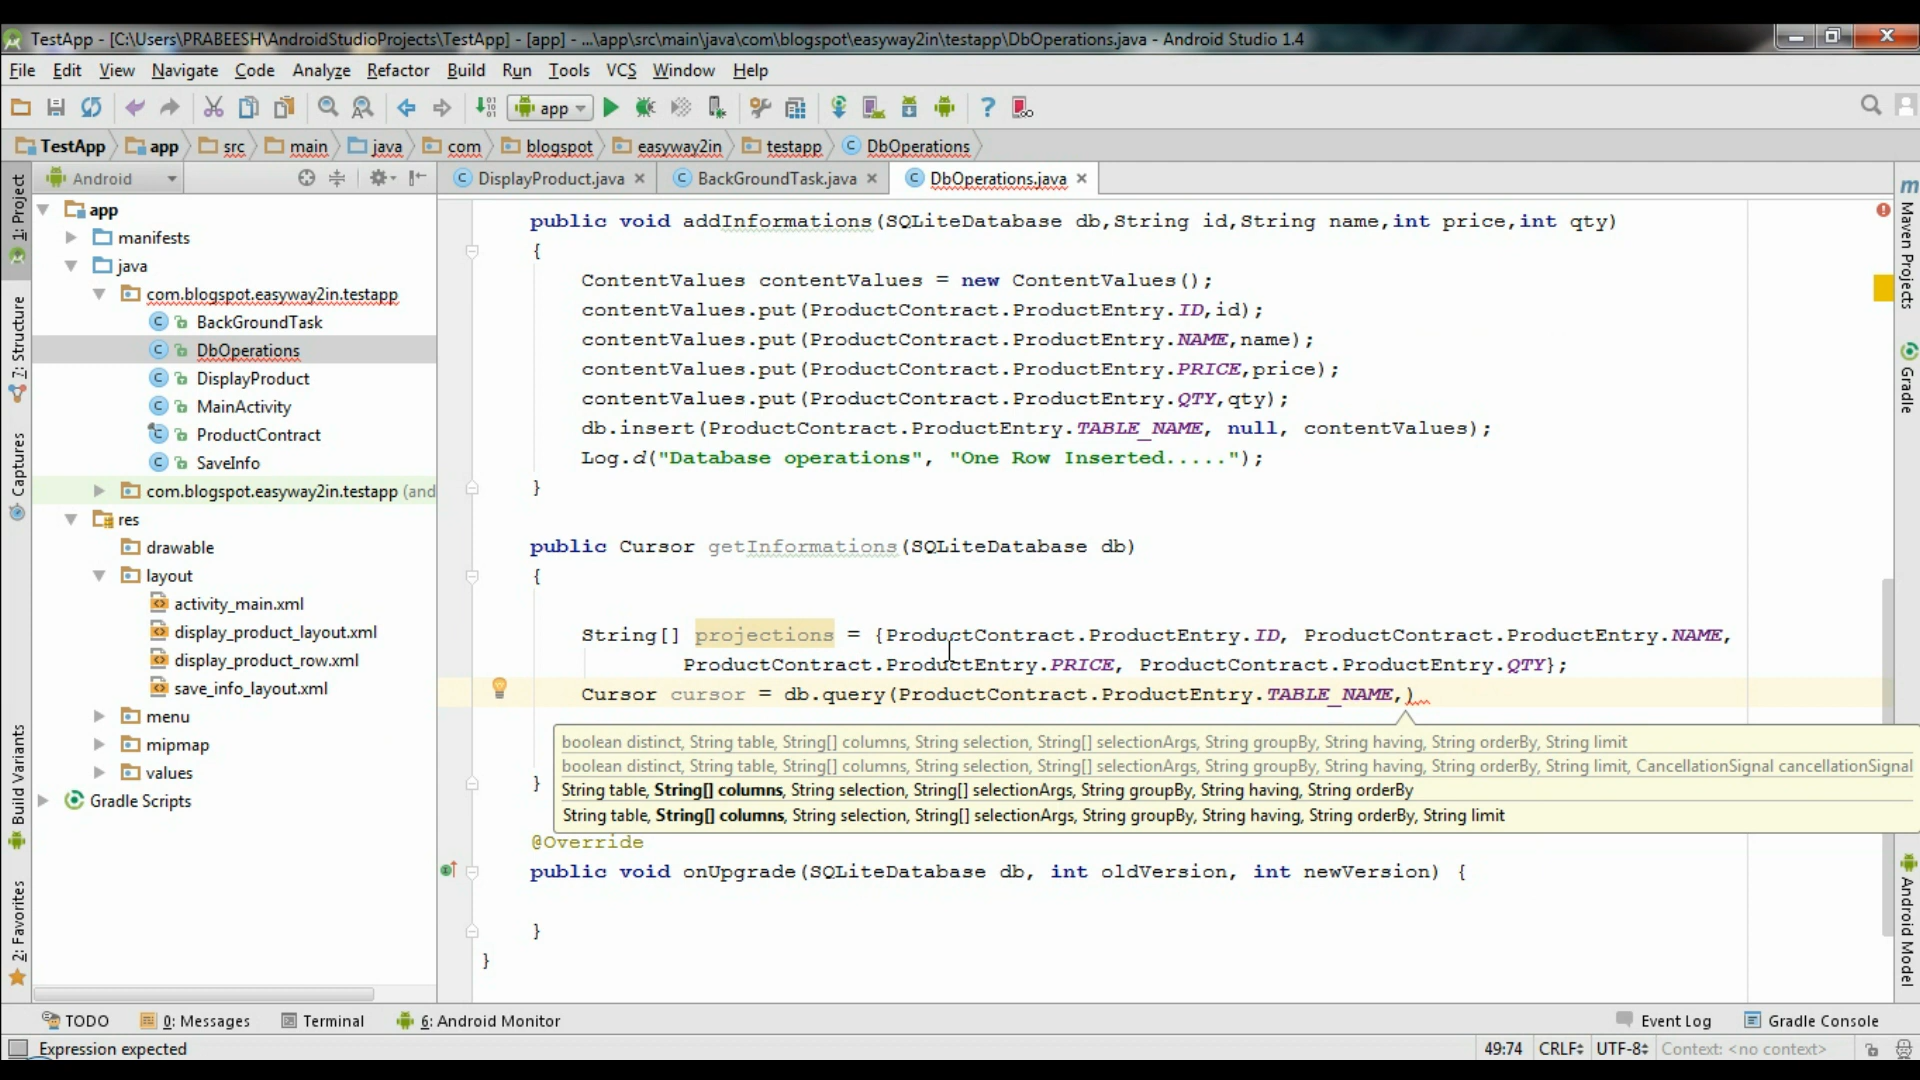 TestApp - [C:\Users\PRABEESH\AndroidStudioProjects\TestApp] - [app] - ...\app\src\main\java\com\blogspot\easyway2in\testapp\DbOperations.java - Android Studio 1.4
File Edit View Navigate Code Analyze Refactor Build Run Tools VCS Window Help
app
TestApp app src main java com blogspot easyway2in testapp DbOperations
Android
DisplayProduct.java BackGroundTask.java DbOperations.java
1: Project
7: Structure
Captures
Build Variants
2: Favorites
app
manifests
java
com.blogspot.easyway2in.testapp
BackGroundTask
DbOperations
DisplayProduct
MainActivity
ProductContract
SaveInfo
com.blogspot.easyway2in.testapp (and
res
drawable
layout
activity_main.xml
display_product_layout.xml
display_product_row.xml
save_info_layout.xml
menu
mipmap
values
Gradle Scripts
public void addInformations(SQLiteDatabase db,String id,String name,int price,int qty)
{
ContentValues contentValues = new ContentValues();
contentValues.put(ProductContract.ProductEntry.ID,id);
contentValues.put(ProductContract.ProductEntry.NAME,name);
contentValues.put(ProductContract.ProductEntry.PRICE,price);
contentValues.put(ProductContract.ProductEntry.QTY,qty);
db.insert(ProductContract.ProductEntry.TABLE_NAME, null, contentValues);
Log.d("Database operations", "One Row Inserted.....");
}
public Cursor getInformations(SQLiteDatabase db)
{
String[] projections = {ProductContract.ProductEntry.ID, ProductContract.ProductEntry.NAME,
ProductContract.ProductEntry.PRICE, ProductContract.ProductEntry.QTY};
Cursor cursor = db.query(ProductContract.ProductEntry.TABLE_NAME,)
boolean distinct, String table, String[] columns, String selection, String[] selectionArgs, String groupBy, String having, String orderBy, String limit
boolean distinct, String table, String[] columns, String selection, String[] selectionArgs, String groupBy, String having, String orderBy, String limit, CancellationSignal cancellationSignal
String table, String[] columns, String selection, String[] selectionArgs, String groupBy, String having, String orderBy
String table, String[] columns, String selection, String[] selectionArgs, String groupBy, String having, String orderBy, String limit
}
@Override
public void onUpgrade(SQLiteDatabase db, int oldVersion, int newVersion) {
}
}
m
Maven Projects
Gradle
Android Model
TODO 0: Messages Terminal 6: Android Monitor Event Log Gradle Console
Expression expected 49:74 CRLF UTF-8 Context: <no context>